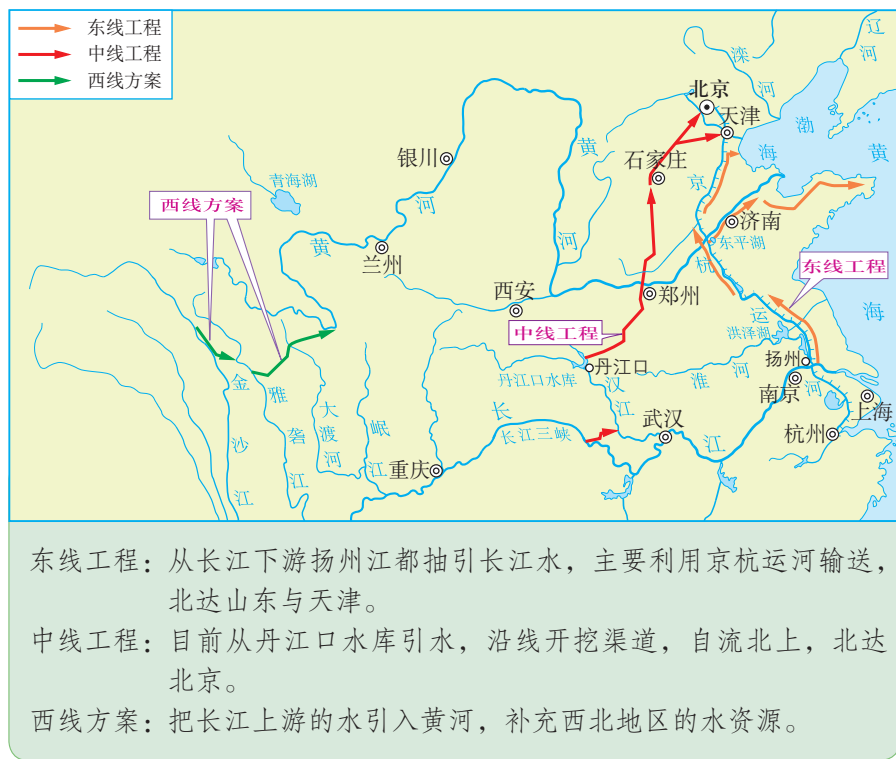 东线工程
中线工程
西线方案
辽河
滦河
北京
天津
渤海
黄海
银川
黄河
石家庄
京杭运河
青海湖
西线方案
济南
东平湖
黄河
兰州
东线工程
西安
郑州
中线工程
洪泽湖
丹江口
扬州
丹江口水库
汉江
淮河
南京
上海
金沙江
雅砻江
大渡河
岷江
长江
长江三峡
武汉
杭州
重庆
东线工程：从长江下游扬州江都抽引长江水，主要利用京杭运河输送，
北达山东与天津。
中线工程：目前从丹江口水库引水，沿线开挖渠道，自流北上，北达
北京。
西线方案：把长江上游的水引入黄河，补充西北地区的水资源。